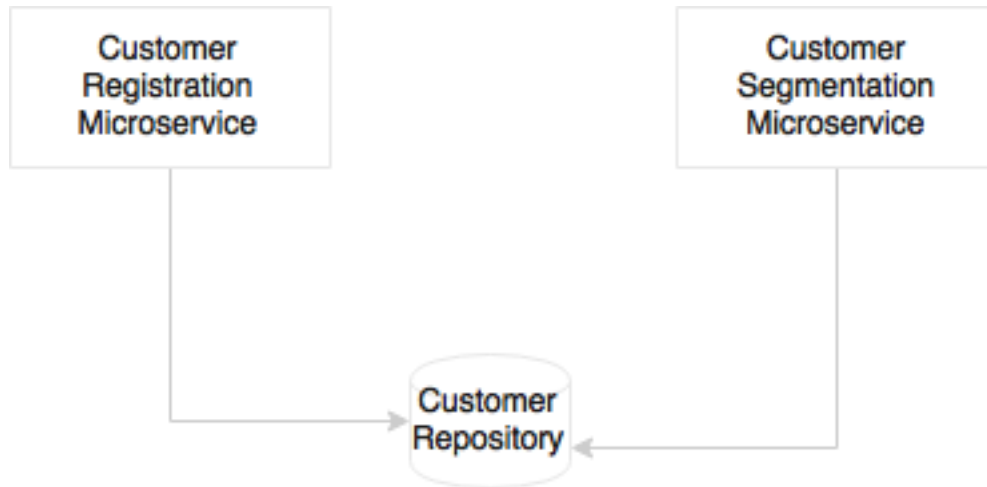 Customer
Registration
Microservice
Customer
Segmentation
Microservice
Customer
Repository